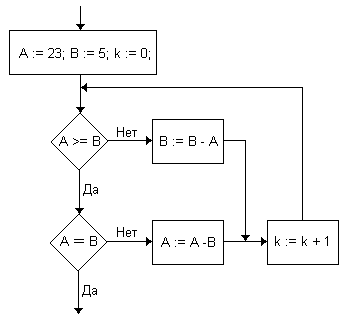 A := 23; B := 5; k := 0;
A >= B
Нет
B := B - A
Да
A = B
Нет
A := A -B
k := k + 1
Да